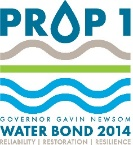 PROP 1
GOVERNOR GAVIN NEWSOM
WATER BOND 2014
RELIABILITY | RESTORATION | RESILIENCE